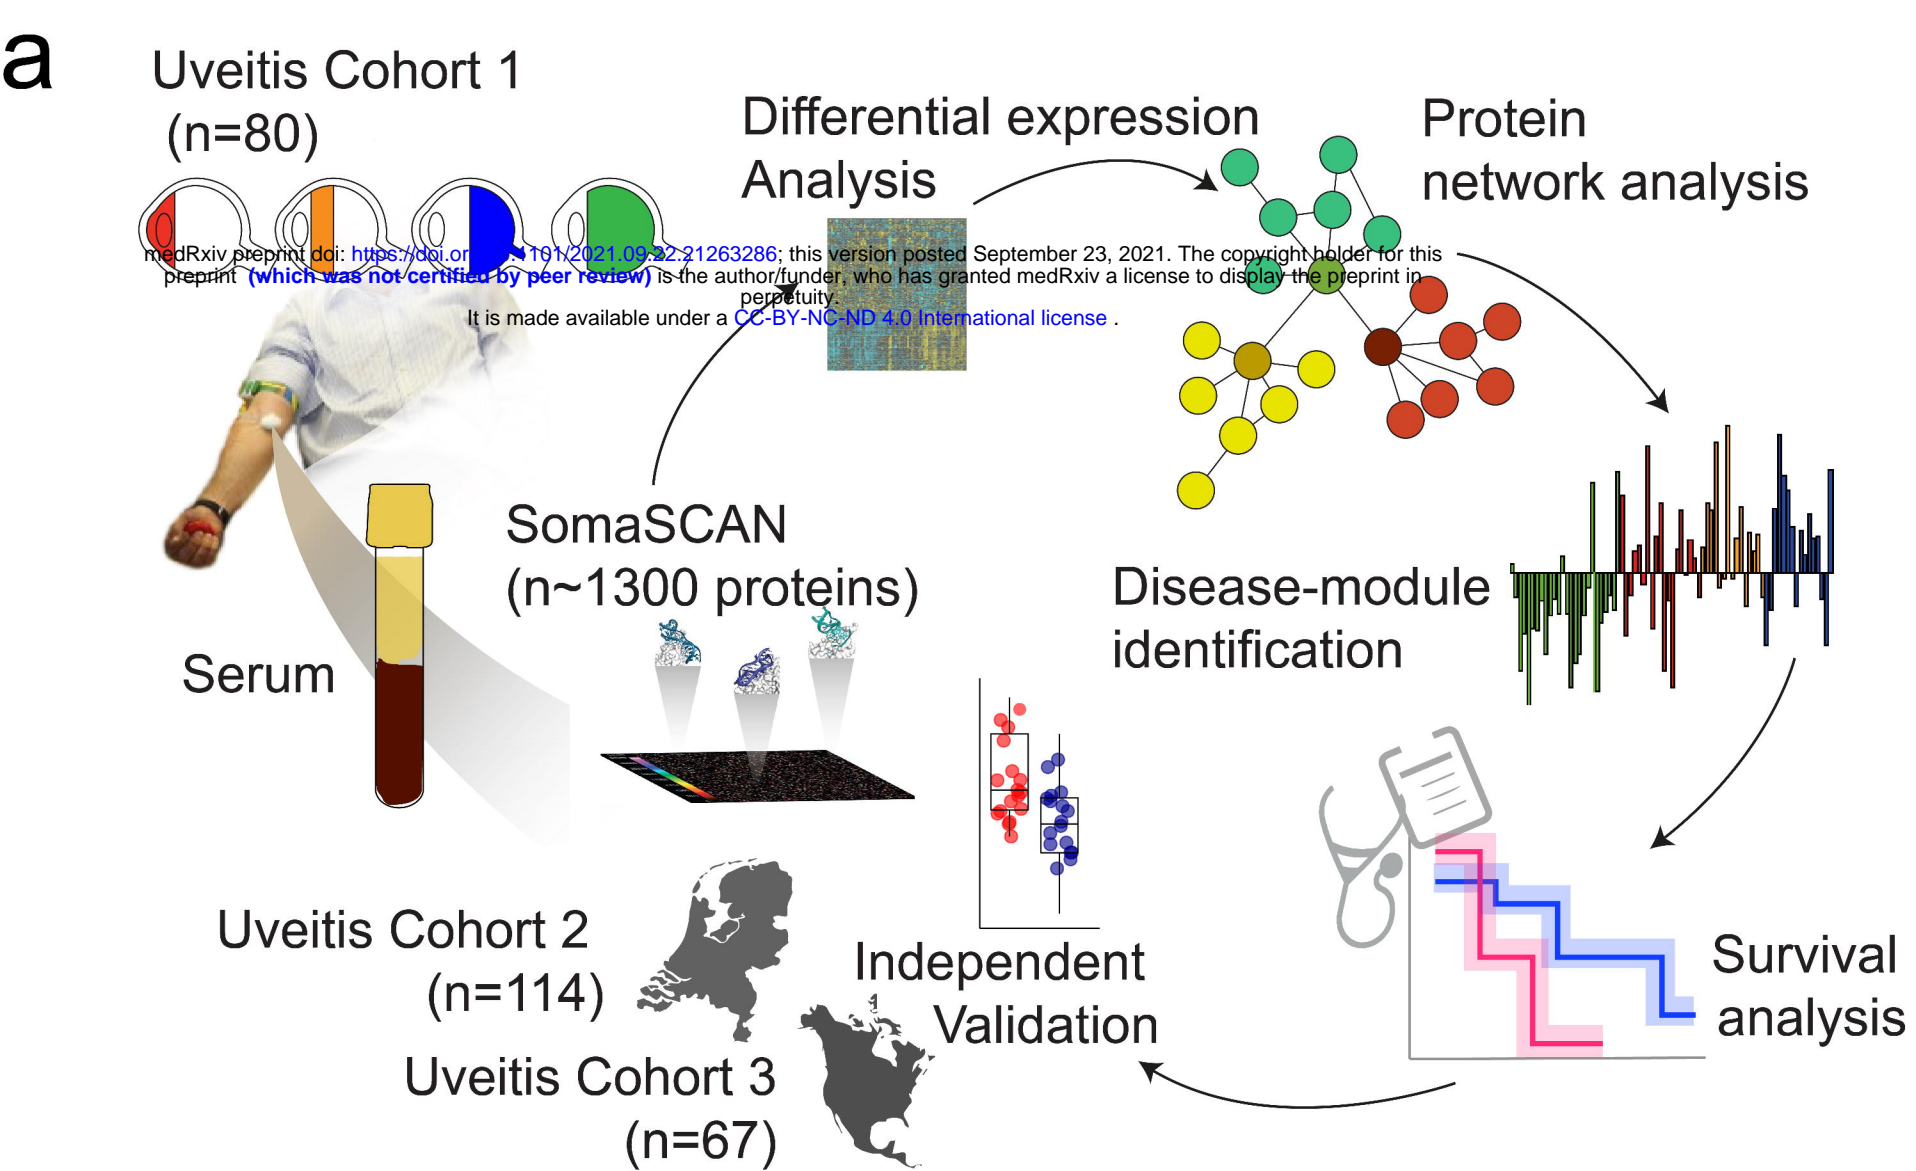 a
Uveitis Cohort 1
(n=80)
Differential expression
Analysis
Protein
network analysis
medRxiv preprint doi: https://doi.or 4101/2021.09.22.21263286; this version posted September 23, 2021. The copyright holder for this
preprint (which was not certified by peer review) is the author/funder, who has granted medRxiv a license to display the preprint in
perpetuity.
It is made available under a CC-BY-NC-ND 4.0 International license .
SomaSCAN
(n~1300 proteins)
Serum
Disease-module
identification
Uveitis Cohort 2
(n=114)
Independent
Validation
Survival
analysis
Uveitis Cohort 3
(n=67)